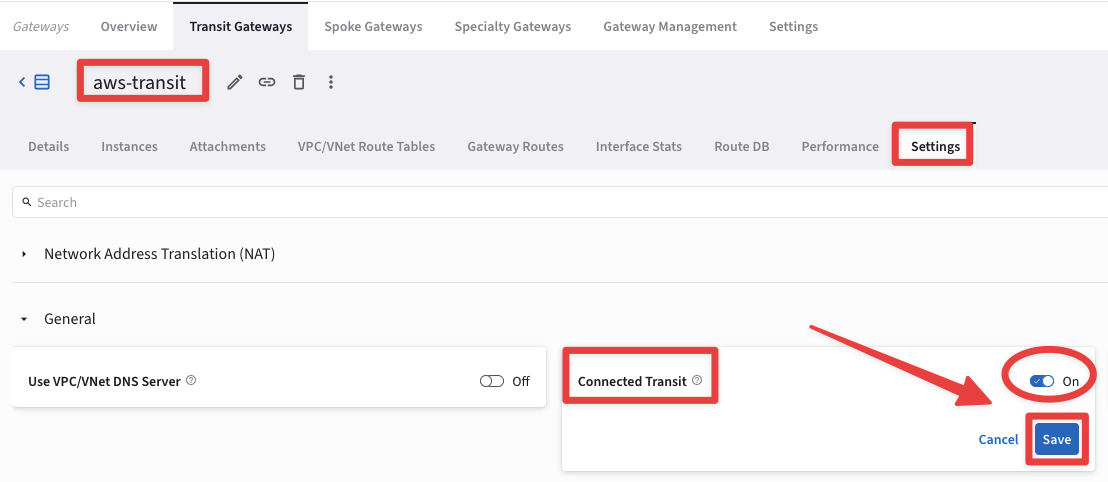 Gateways Overview Transit Gateways Spoke Gateways Specialty Gateways Gateway Management Settings
aws-transit
Details Instances Attachments VPC/VNet Route Tables Gateway Routes Interface Stats Route DB Performance Settings
Search
Network Address Translation (NAT)
General
Use VPC/VNet DNS Server Off Connected Transit On
Cancel Save